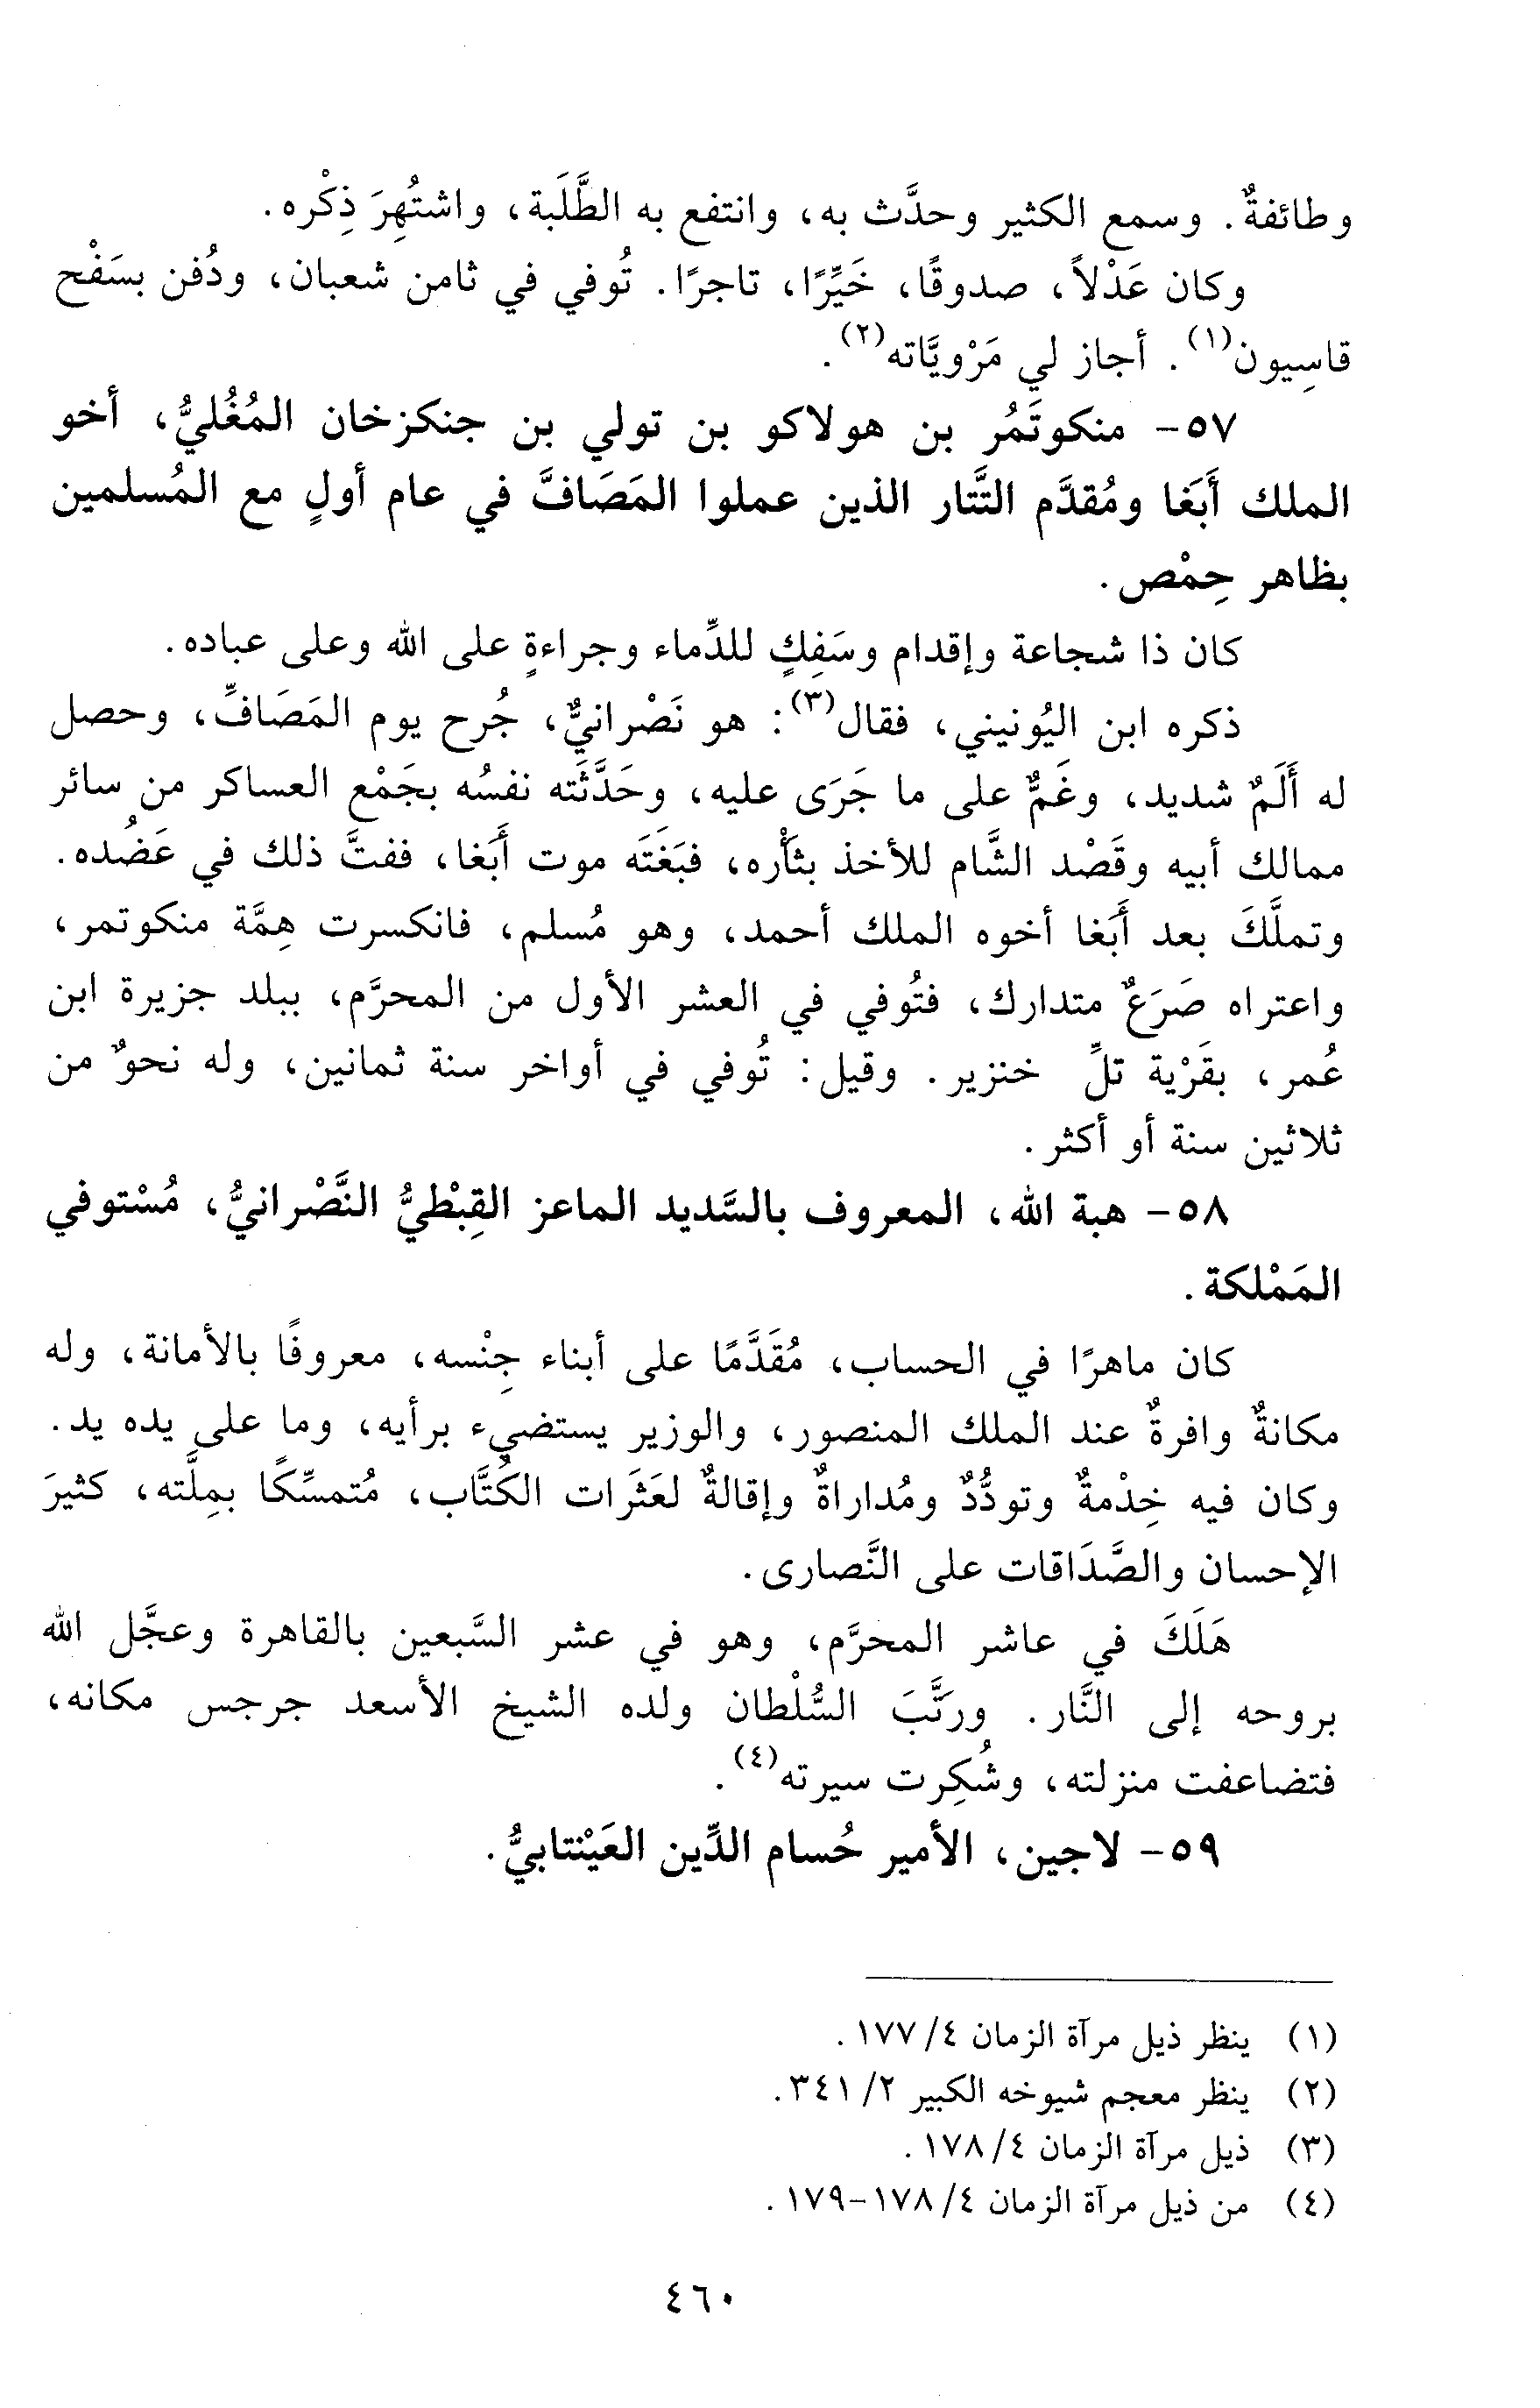 وطائفةٌ. وسمع الكثير وحدَّث به، وانتفع به الطَّلَبة، واشتُهِرَ ذِكْره.
وكان عَدْلاً، صدوقًا، خَيِّرًا، تاجرًا. تُوفي في ثامن شعبان، ودُفن بسَفْح
قاسِيون(١). أجاز لي مَرْويَّاته(٢).
٥٧- منكوتَمُر بن هولاكو بن تولي بن جنكزخان المُغُليُّ، أخو
الملك أَبَغا ومُقدَّم التَّتار الذين عملوا المَصَافَّ في عام أولٍ مع المُسلمين
بظاهر حِمْص.
كان ذا شجاعة وإقدام وسَفِكٍ للدِّماء وجراءةٍ على الله وعلى عباده.
ذكره ابن اليُونيني، فقال(٣): هو نَصْرانيٌّ، جُرح يوم المَصَافِّ، وحصل
له أَلَمٌ شديد، وغَمٌّ على ما جَرَى عليه، وحَدَّثَته نفسُه بجَمْع العساكر من سائر
ممالك أبيه وقَصْد الشَّام للأخذ بثأْره، فبَغَتَه موت أَبَغا، ففتَّ ذلك في عَضُده.
وتملَّكَ بعد أَبَغا أخوه الملك أحمد، وهو مُسلم، فانكسرت هِمَّة منكوتمر،
واعتراه صَرَعٌ متدارك، فتُوفي في العشر الأول من المحرَّم، ببلد جزيرة ابن
عُمر، بقَرْية تلِّ خنزير. وقيل: تُوفي في أواخر سنة ثمانين، وله نحوٌ من
ثلاثين سنة أو أكثر.
٥٨- هبة الله، المعروف بالسَّديد الماعز القِبْطيُّ النَّصْرانيُّ، مُسْتوفي
المَمْلكة.
كان ماهرًا في الحساب، مُقَدَّمًا على أبناء جِنْسه، معروفًا بالأمانة، وله
مكانةٌ وافرةٌ عند الملك المنصور، والوزير يستضيء برأيه، وما على يده يد.
وكان فيه خِدْمةٌ وتودُّدٌ ومُداراةٌ وإقالةٌ لعَثَرات الكُتَّاب، مُتمسِّكًا بمِلَّته، كثيرَ
الإحسان والصَّدَاقات على النَّصارى.
هَلَكَ في عاشر المحرَّم، وهو في عشر السَّبعين بالقاهرة وعجَّل الله
بروحه إلى النَّار. ورَتَّبَ السُّلْطان ولده الشيخ الأسعد جرجس مكانه،
فتضاعفت منزلته، وشُكِرت سيرته(٤).
٥٩- لاجين، الأمير حُسام الدِّين العَيْنتابيُّ.
(١) ينظر ذيل مرآة الزمان ٤/ ١٧٧.
(٢) ينظر معجم شيوخه الكبير ٢/ ٣٤١.
(٣) ذيل مرآة الزمان ٤/ ١٧٨.
(٤) من ذيل مرآة الزمان ٤/ ١٧٨-١٧٩.
٤٦٠